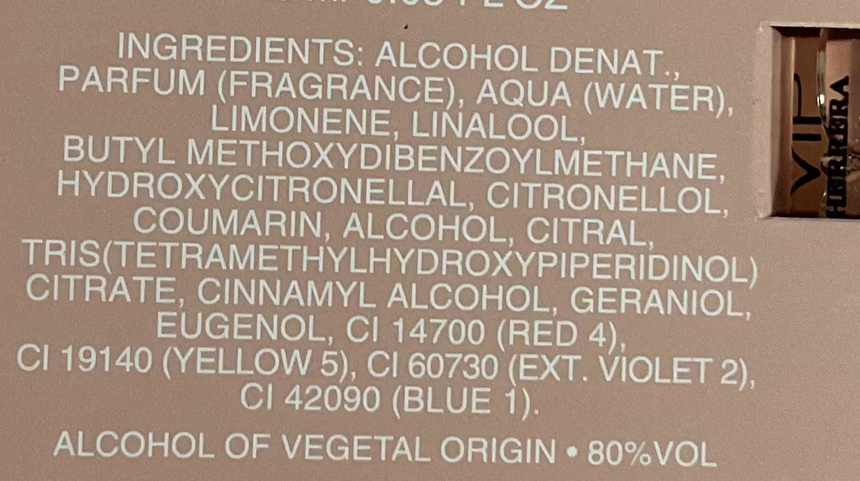 INGREDIENTS: ALCOHOL DENAT.,
PARFUM (FRAGRANCE), AQUA (WATER),
LIMONENE, LINALOOL,
BUTYL METHOXYDIBENZOYLMETHANE,
HYDROXYCITRONELLAL, CITRONELLOL,
COUMARIN, ALCOHOL, CITRAL,
TRIS(TETRAMETHYLHYDROXYPIPERIDINOL)
CITRATE, CINNAMYL ALCOHOL, GERANIOL,
EUGENOL, CI 14700 (RED 4),
CI 19140 (YELLOW 5), CI 60730 (EXT. VIOLET 2),
CI 42090 (BLUE 1).
ALCOHOL OF VEGETAL ORIGIN • 80%VOL
VIP
HERRERA